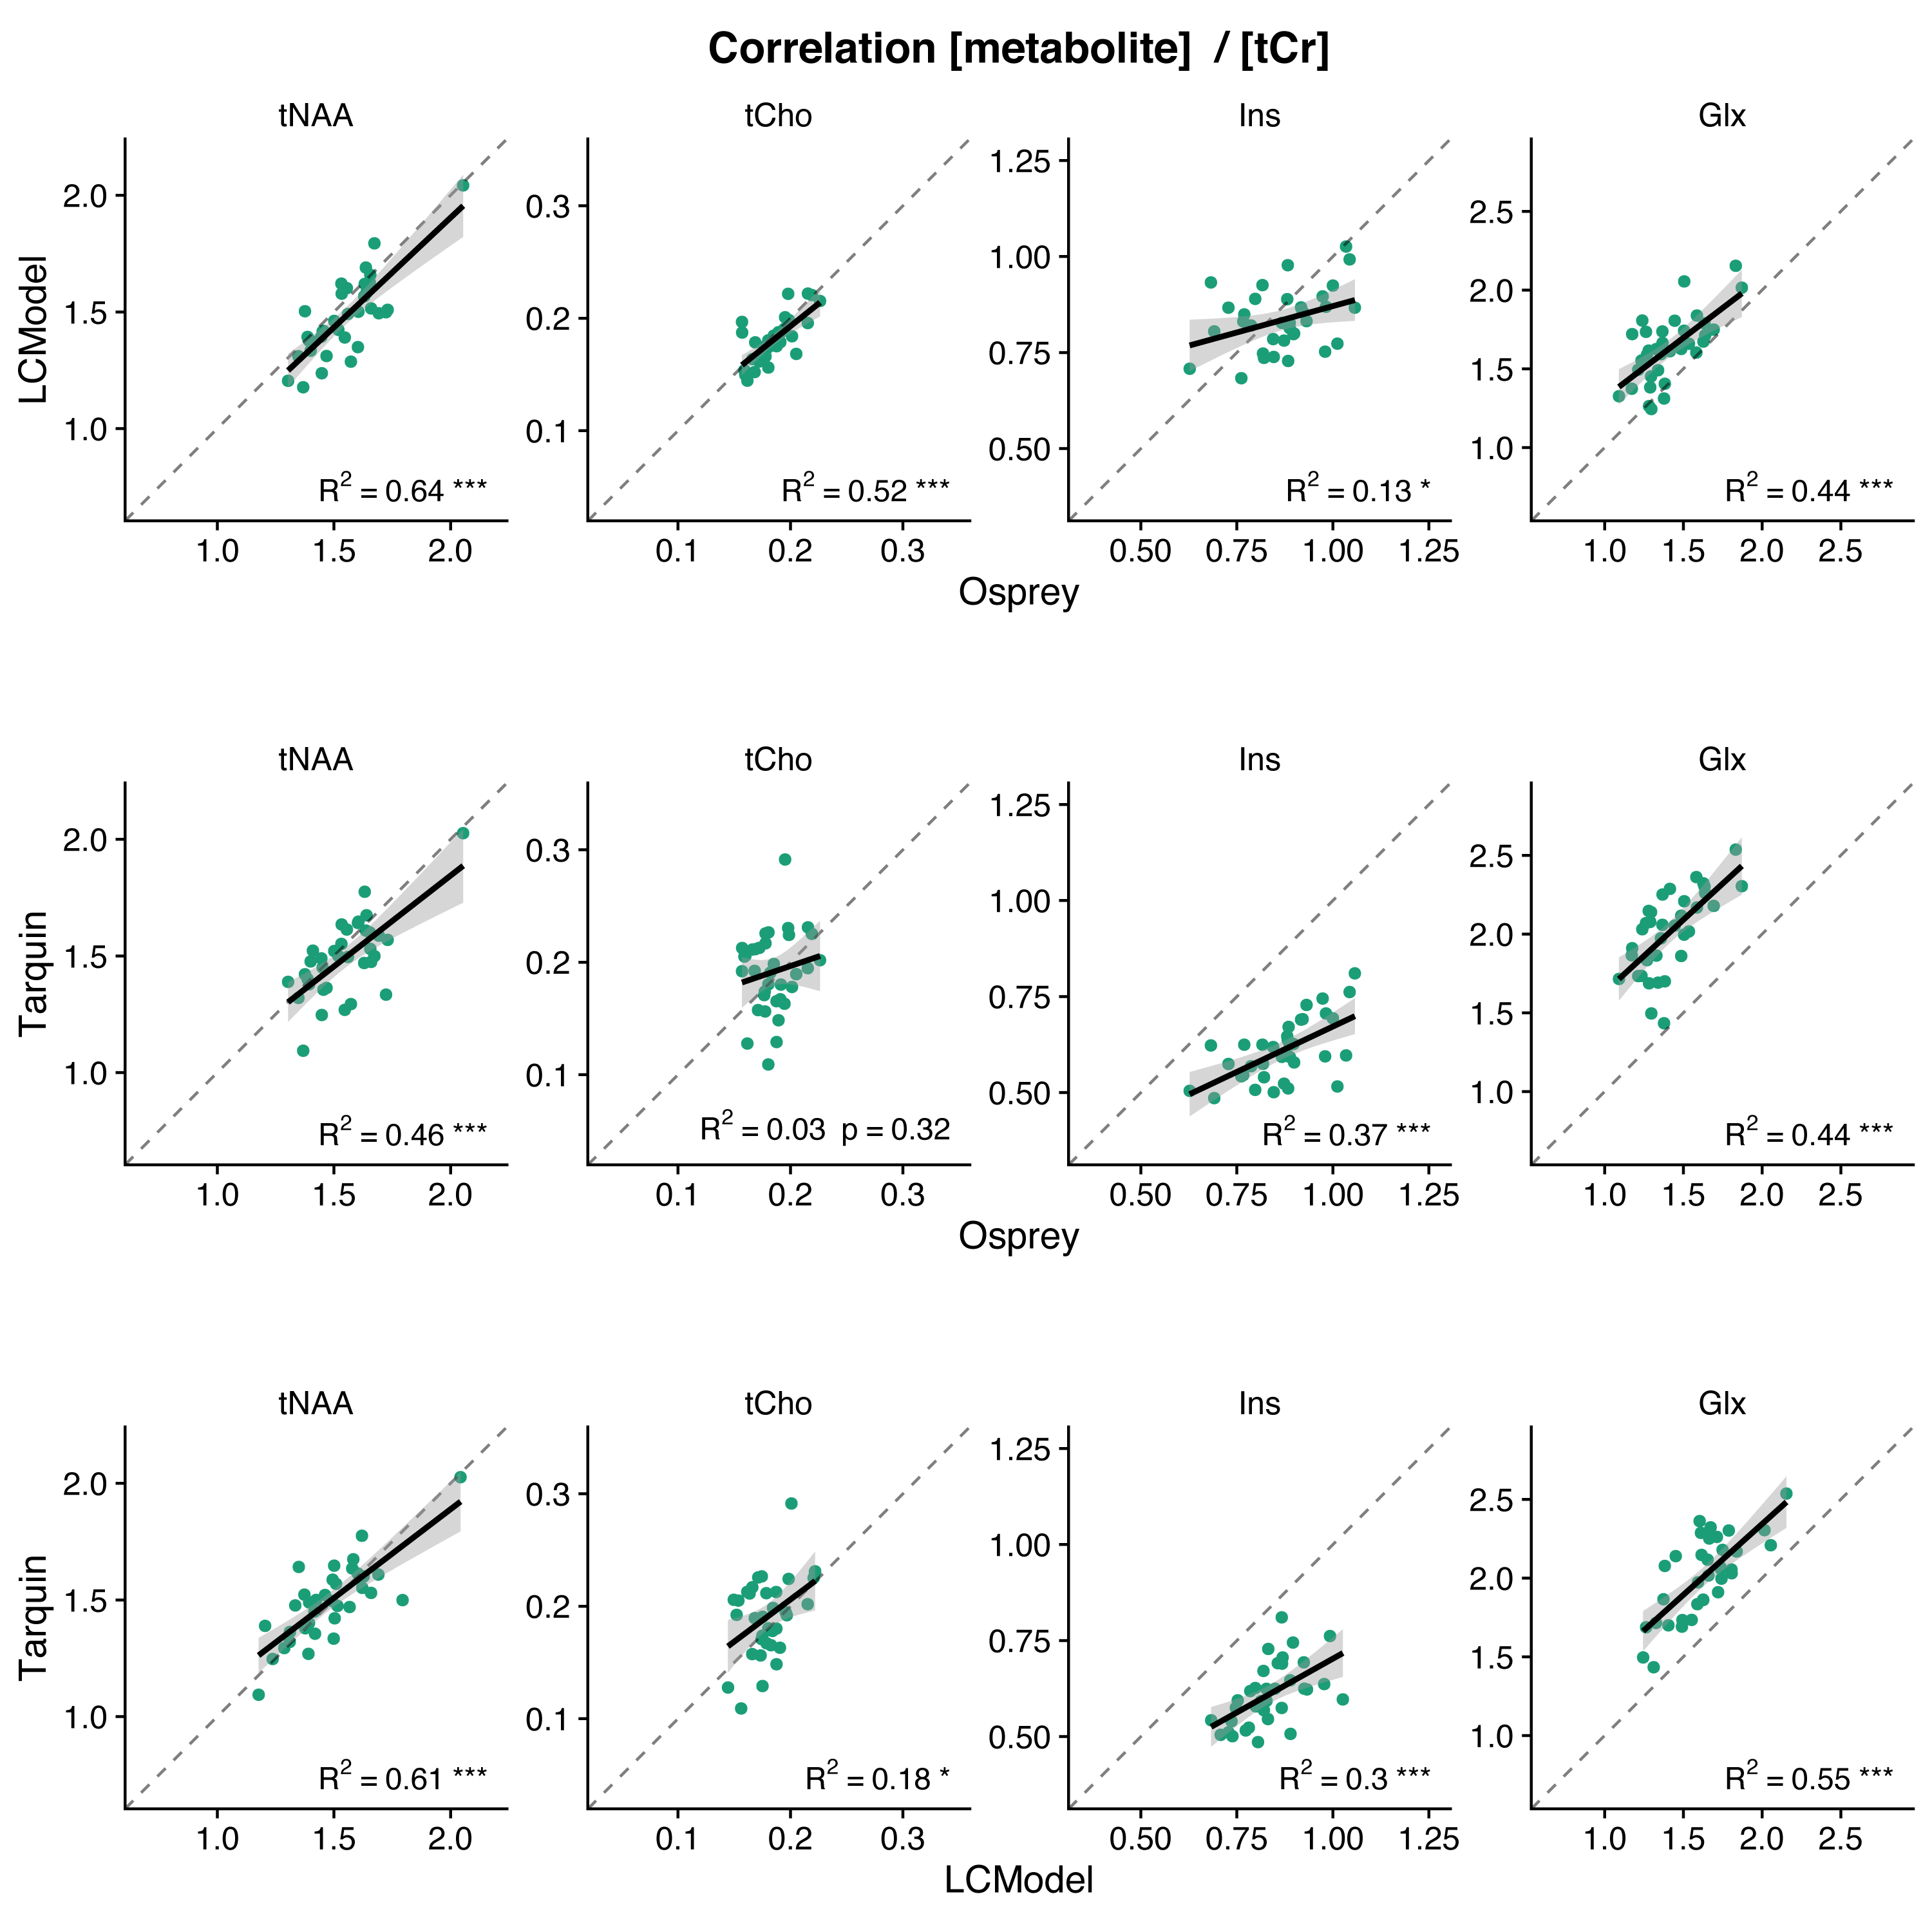 Correlation [metabolite] / [tCr]
tNAA tCho Ins Glx
LCModel
2.0
1.5
1.0
R2 = 0.64 ***
1.0 1.5 2.0
0.3
0.2
0.1
R2 = 0.52 ***
0.1 0.2 0.3
1.25
1.00
0.75
0.50
R2 = 0.13 *
0.50 0.75 1.00 1.25
2.5
2.0
1.5
1.0
R2 = 0.44 ***
1.0 1.5 2.0 2.5
Osprey
tNAA tCho Ins Glx
Tarquin
2.0
1.5
1.0
R2 = 0.46 ***
1.0 1.5 2.0
0.3
0.2
0.1
R2 = 0.03 p = 0.32
0.1 0.2 0.3
1.25
1.00
0.75
0.50
R2 = 0.37 ***
0.50 0.75 1.00 1.25
2.5
2.0
1.5
1.0
R2 = 0.44 ***
1.0 1.5 2.0 2.5
Osprey
tNAA tCho Ins Glx
Tarquin
2.0
1.5
1.0
R2 = 0.61 ***
1.0 1.5 2.0
0.3
0.2
0.1
R2 = 0.18 *
0.1 0.2 0.3
1.25
1.00
0.75
0.50
R2 = 0.3 ***
0.50 0.75 1.00 1.25
2.5
2.0
1.5
1.0
R2 = 0.55 ***
1.0 1.5 2.0 2.5
LCModel